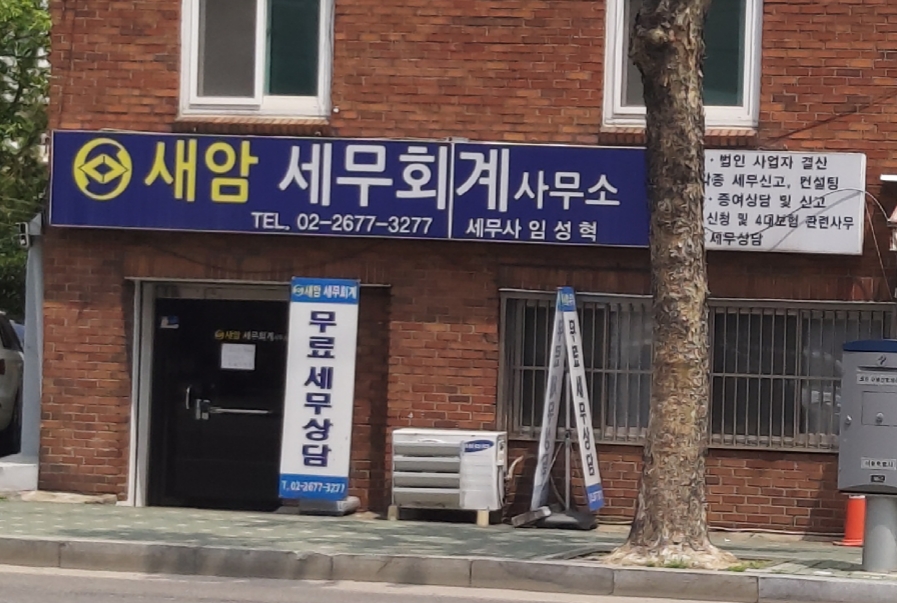 새암 세무회계사무소
TEL. 02-2677-3277
세무사 임성혁
· 법인 사업자 결산
각종 세무신고, 컨설팅
· 증여상담 및 신고
신청 및 4대보험 관련사무
세무상담
새암 세무회계
무료세무상담
T. 02-2677-3277
새암 세무회계
무료세무상담